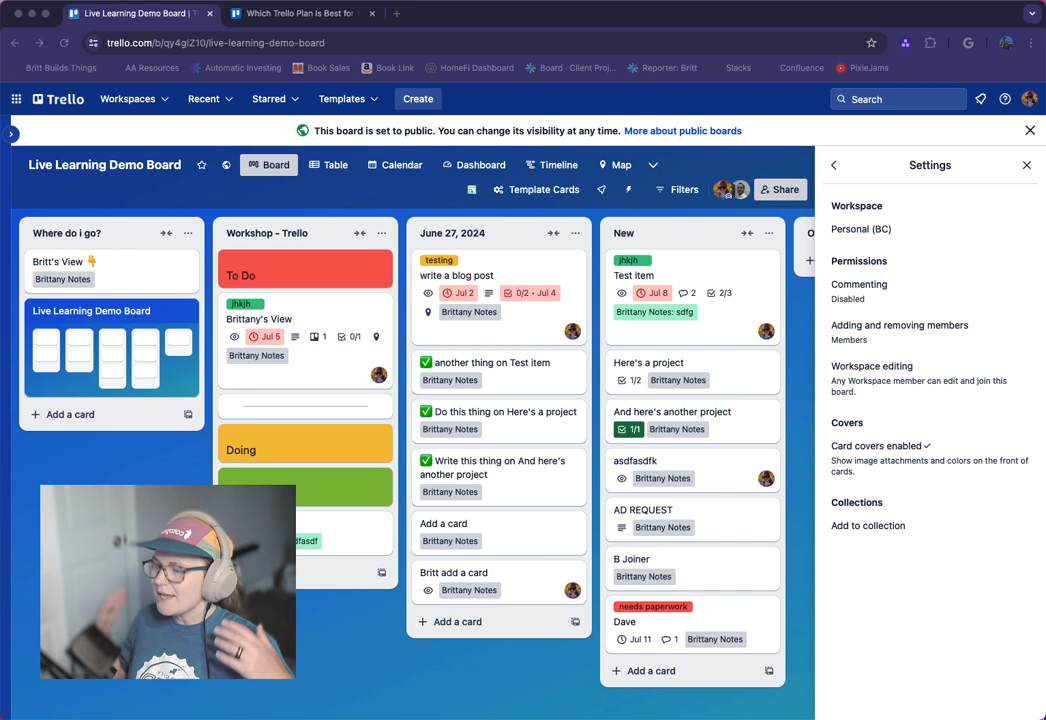 Live Learning Demo Board | T
Which Trello Plan Is Best for Y
trello.com/b/qy4glZ10/live-learning-demo-board
Britt Builds Things
AA Resources
Automatic Investing
Book Sales
Book Link
HomeFi Dashboard
Board · Client Proj...
Reporter: Britt
Slacks
Confluence
PixieJams
Trello
Workspaces
Recent
Starred
Templates
Create
Search
This board is set to public. You can change its visibility at any time. More about public boards
Live Learning Demo Board
Board
Table
Calendar
Dashboard
Timeline
Map
Template Cards
Filters
Share
Where do i go?
Britt's View 👇
Brittany Notes
Live Learning Demo Board
+ Add a card
Workshop - Trello
To Do
jhkjh
Brittany's View
Jul 5
1
0/1
Brittany Notes
Doing
dfasdf
June 27, 2024
testing
write a blog post
Jul 2
0/2 • Jul 4
Brittany Notes
✅ another thing on Test item
Brittany Notes
✅ Do this thing on Here's a project
Brittany Notes
✅ Write this thing on And here's
another project
Brittany Notes
Add a card
Brittany Notes
Britt add a card
Brittany Notes
+ Add a card
New
jhkjh
Test item
Jul 8
2
2/3
Brittany Notes: sdfg
Here's a project
1/2
Brittany Notes
And here's another project
1/1
Brittany Notes
asdfasdfk
Brittany Notes
AD REQUEST
Brittany Notes
B Joiner
Brittany Notes
needs paperwork
Dave
Jul 11
1
Brittany Notes
+ Add a card
O
Settings
Workspace
Personal (BC)
Permissions
Commenting
Disabled
Adding and removing members
Members
Workspace editing
Any Workspace member can edit and join this
board.
Covers
Card covers enabled ✓
Show image attachments and colors on the front of
cards.
Collections
Add to collection